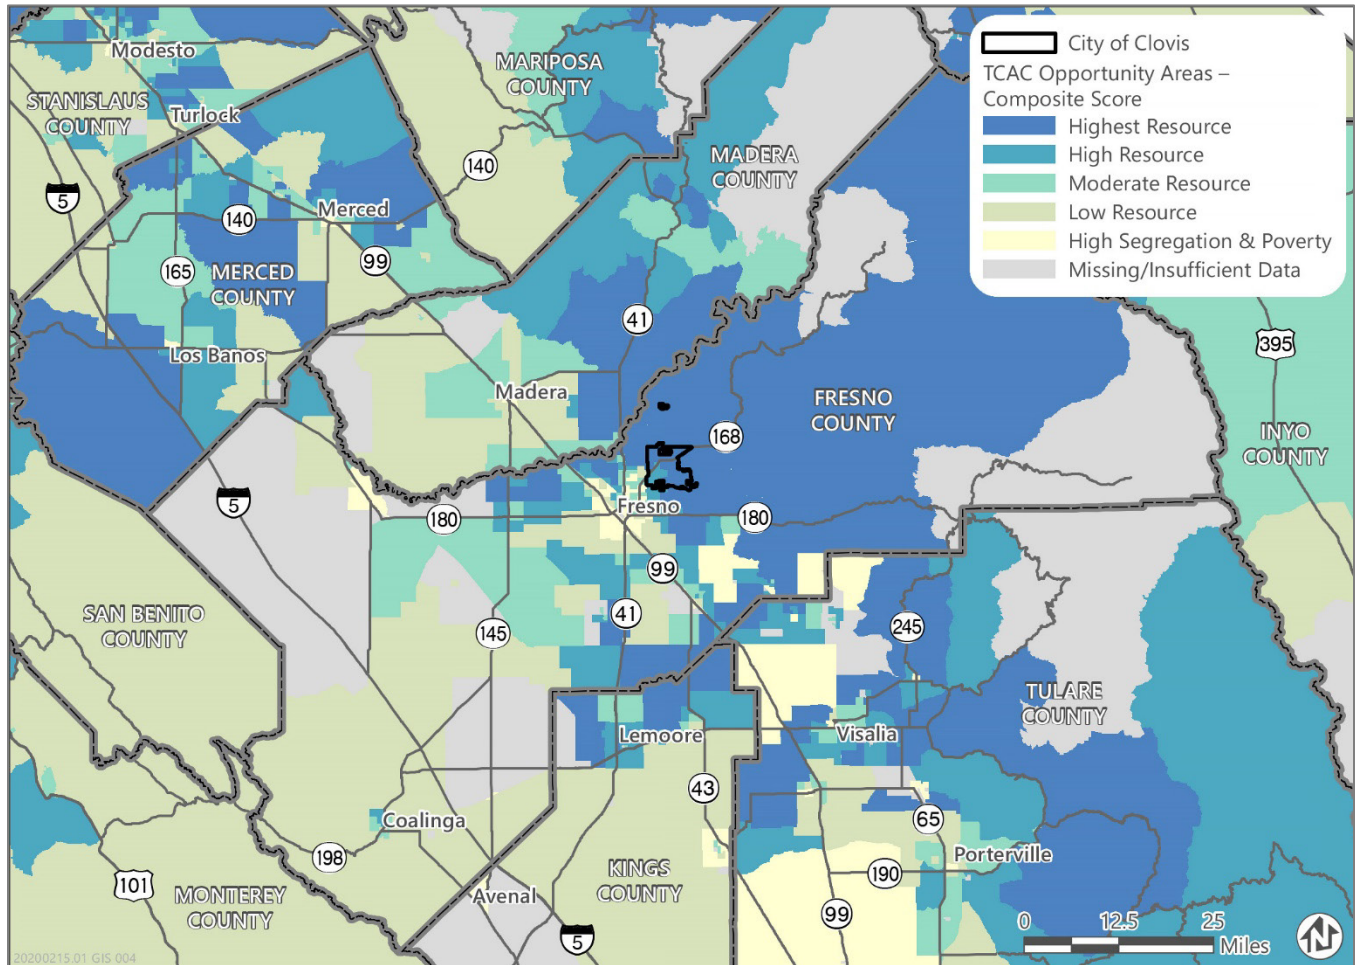 City of Clovis
TCAC Opportunity Areas –
Composite Score
Highest Resource
High Resource
Moderate Resource
Low Resource
High Segregation & Poverty
Missing/Insufficient Data
Modesto
MARIPOSA
COUNTY
STANISLAUS
COUNTY
Turlock
MADERA
COUNTY
140
5
Merced
140
99
165
MERCED
COUNTY
41
395
Los Banos
Madera
FRESNO
COUNTY
168
INYO
COUNTY
5
180
Fresno
180
99
SAN BENITO
COUNTY
41
145
245
TULARE
COUNTY
Lemoore
Visalia
43
Coalinga
65
198
Porterville
101
KINGS
COUNTY
190
MONTEREY
COUNTY
Avenal
99
5
0 12.5 25
Miles
N
20200215.01 GIS 004